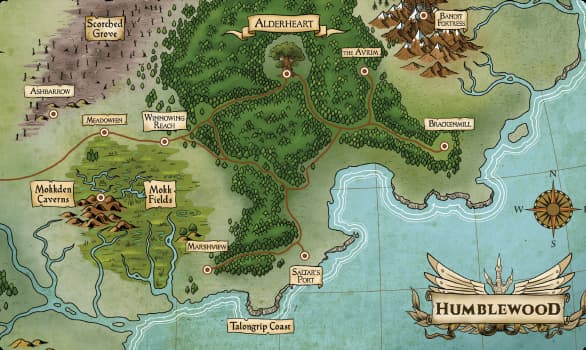 Scorched
Grove
Alderheart
the Avrim
Bandit
Fortress
Ashbarrow
Meadowfen
Winnowing
Reach
Brackenmill
Mokkden
Caverns
Mokk
Fields
N
W
E
S
Marshview
Saltar's
Port
Talongrip Coast
Humblewood